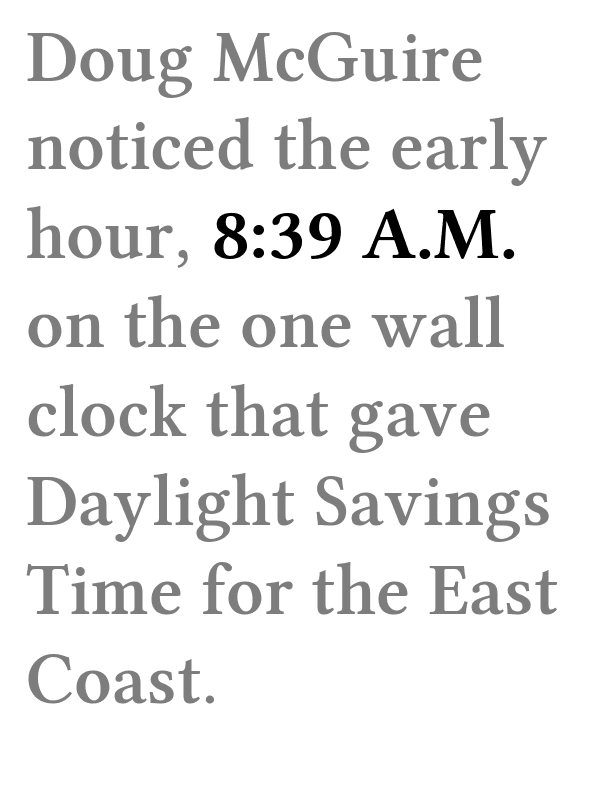 Doug McGuire
noticed the early
hour, 8:39 A.M.
on the one wall
clock that gave
Daylight Savings
Time for the East
Coast.